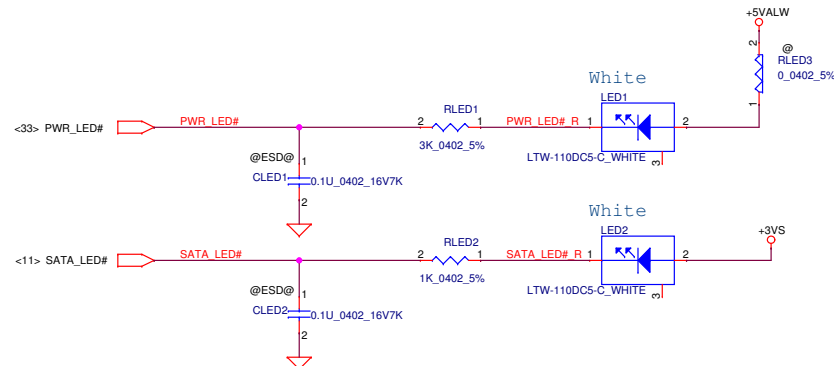 +5VALW
2
@
RLED3
0_0402_5%
1
White
LED1
<33> PWR_LED#
PWR_LED#
2
RLED1
1
3K_0402_5%
PWR_LED#_R
1
2
3
LTW-110DC5-C_WHITE
@ESD@
1
CLED1
0.1U_0402_16V7K
2
White
LED2
+3VS
<11> SATA_LED#
SATA_LED#
2
RLED2
1
1K_0402_5%
SATA_LED#_R
1
2
3
LTW-110DC5-C_WHITE
@ESD@
1
CLED2
0.1U_0402_16V7K
2